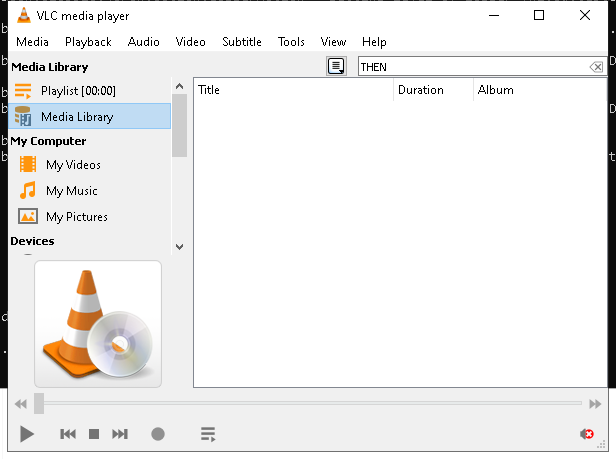 VLC media player
Media Playback Audio Video Subtitle Tools View Help
Media Library
THEN
Playlist [00:00]
Media Library
My Computer
My Videos
My Music
My Pictures
Devices
Title Duration Album